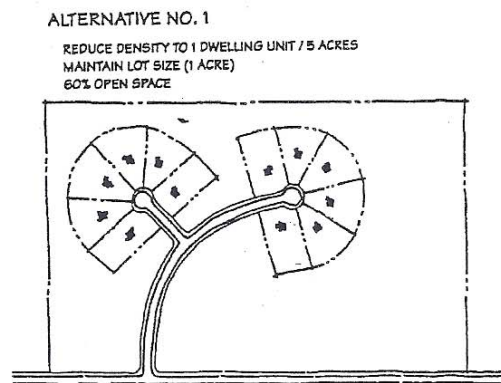 ALTERNATIVE NO. 1
REDUCE DENSITY TO 1 DWELLING UNIT / 5 ACRES
MAINTAIN LOT SIZE (1 ACRE)
60% OPEN SPACE